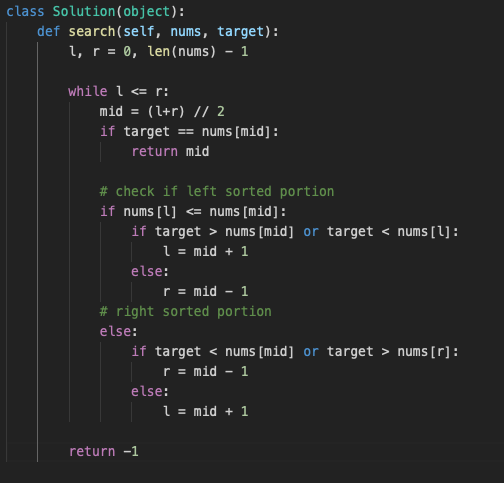 class Solution(object):
    def search(self, nums, target):
        l, r = 0, len(nums) - 1

        while l <= r:
            mid = (l+r) // 2
            if target == nums[mid]:
                return mid

            # check if left sorted portion
            if nums[l] <= nums[mid]:
                if target > nums[mid] or target < nums[l]:
                    l = mid + 1
                else:
                    r = mid - 1
            # right sorted portion
            else:
                if target < nums[mid] or target > nums[r]:
                    r = mid - 1
                else:
                    l = mid + 1

        return -1